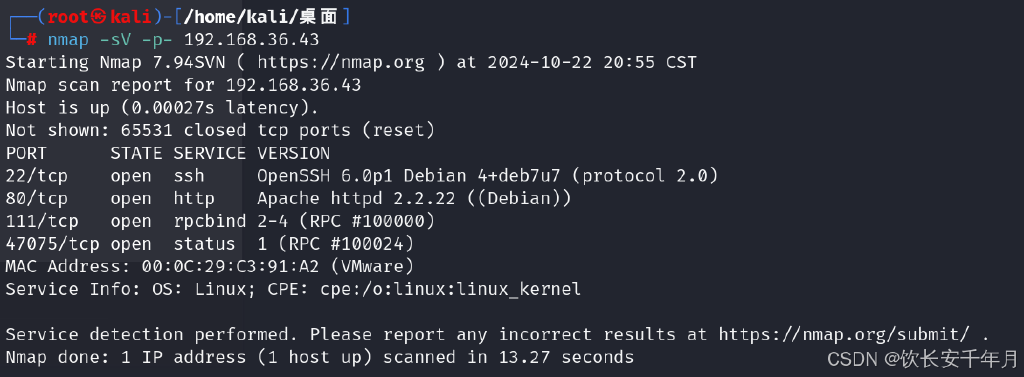 ┌──(root㉿kali)-[/home/kali/桌面]
└─# nmap -sV -p- 192.168.36.43
Starting Nmap 7.94SVN ( https://nmap.org ) at 2024-10-22 20:55 CST
Nmap scan report for 192.168.36.43
Host is up (0.00027s latency).
Not shown: 65531 closed tcp ports (reset)
PORT      STATE SERVICE VERSION
22/tcp    open  ssh     OpenSSH 6.0p1 Debian 4+deb7u7 (protocol 2.0)
80/tcp    open  http    Apache httpd 2.2.22 ((Debian))
111/tcp   open  rpcbind 2-4 (RPC #100000)
47075/tcp open  status  1 (RPC #100024)
MAC Address: 00:0C:29:C3:91:A2 (VMware)
Service Info: OS: Linux; CPE: cpe:/o:linux:linux_kernel

Service detection performed. Please report any incorrect results at https://nmap.org/submit/ .
Nmap done: 1 IP address (1 host up) scanned in 13.27 seconds
CSDN @饮长安千年月